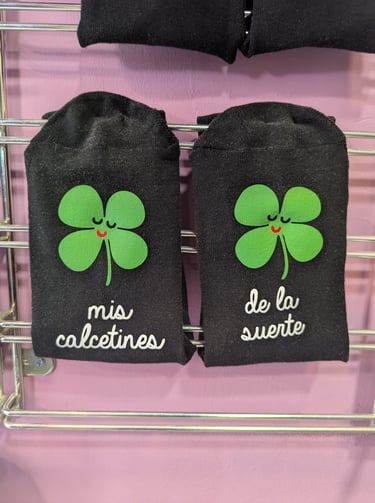 mis
calcetines
de la
suerte